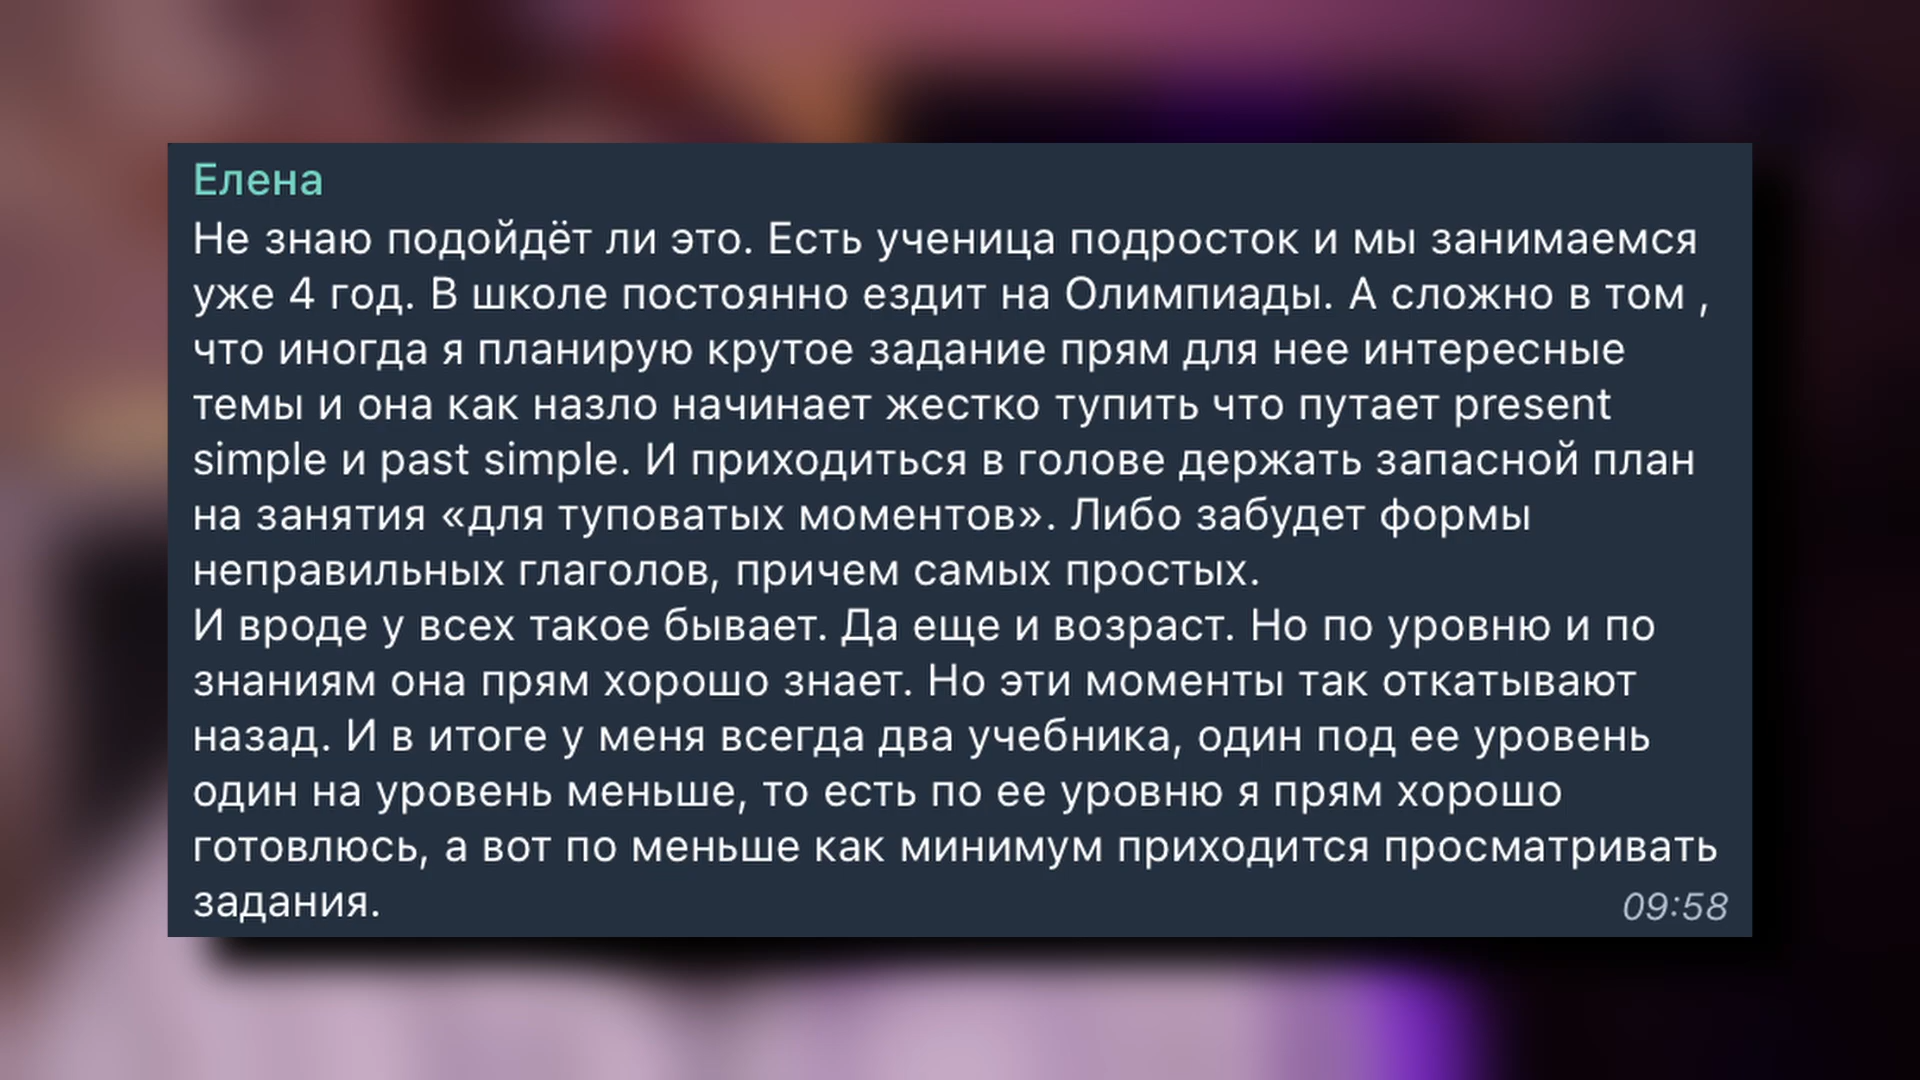 Елена
Не знаю подойдёт ли это. Есть ученица подросток и мы занимаемся
уже 4 год. В школе постоянно ездит на Олимпиады. А сложно в том ,
что иногда я планирую крутое задание прям для нее интересные
темы и она как назло начинает жестко тупить что путает present
simple и past simple. И приходиться в голове держать запасной план
на занятия «для туповатых моментов». Либо забудет формы
неправильных глаголов, причем самых простых.
И вроде у всех такое бывает. Да еще и возраст. Но по уровню и по
знаниям она прям хорошо знает. Но эти моменты так откатывают
назад. И в итоге у меня всегда два учебника, один под ее уровень
один на уровень меньше, то есть по ее уровню я прям хорошо
готовлюсь, а вот по меньше как минимум приходится просматривать
задания.
09:58